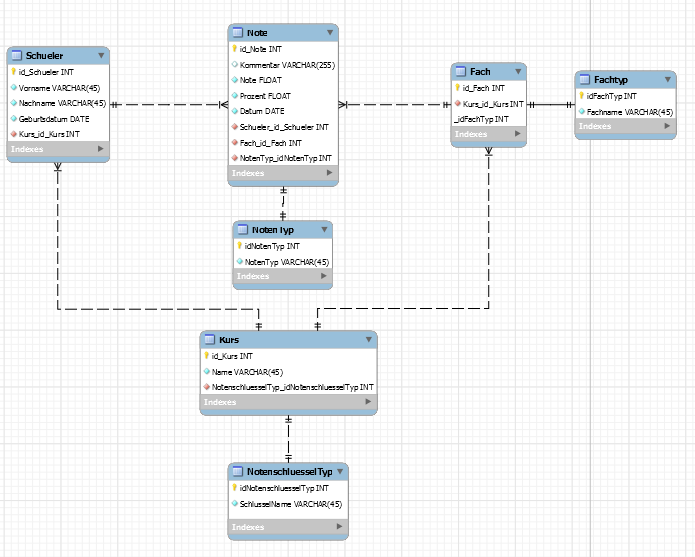 Schueler
id_Schueler INT
Vorname VARCHAR(45)
Nachname VARCHAR(45)
Geburtsdatum DATE
Kurs_id_Kurs INT
Indexes
Note
id_Note INT
Kommentar VARCHAR(255)
Note FLOAT
Prozent FLOAT
Datum DATE
Schueler_id_Schueler INT
Fach_id_Fach INT
NotenTyp_idNotenTyp INT
Indexes
Fach
id_Fach INT
Kurs_id_Kurs INT
_idFachTyp INT
Indexes
Fachtyp
idFachTyp INT
Fachname VARCHAR(45)
Indexes
NotenTyp
idNotenTyp INT
NotenTyp VARCHAR(45)
Indexes
Kurs
id_Kurs INT
Name VARCHAR(45)
NotenschluesselTyp_idNotenschluesselTyp INT
Indexes
NotenschluesselTyp
idNotenschluesselTyp INT
SchlusselName VARCHAR(45)
Indexes